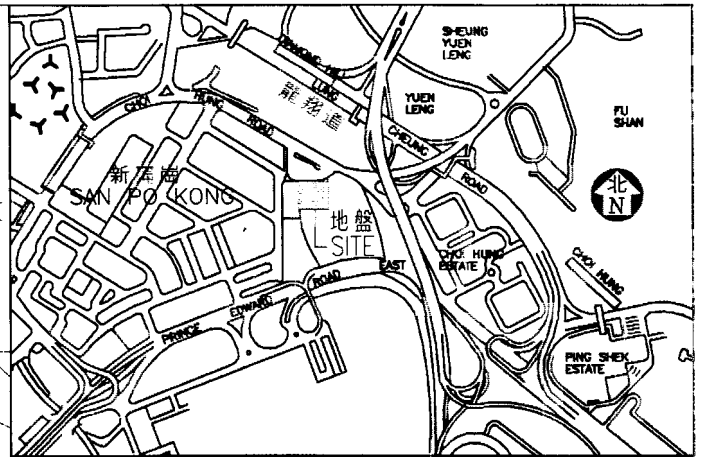 SHEUNG
YUEN
LENG
YUEN
LENG
FU
SHAN
LUNG
CHEUNG
ROAD
龍翔道
CHOI
HUNG
ROAD
新蒲崗
SAN PO KONG
地盤
SITE
北
N
CHOI HUNG
ESTATE
CHOI HUNG
PRINCE
EDWARD
ROAD
EAST
PING SHEK
ESTATE